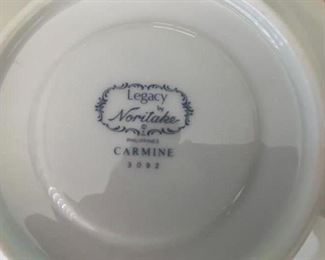 Legacy
by
Noritake
©
PHILIPPINES
CARMINE
3092